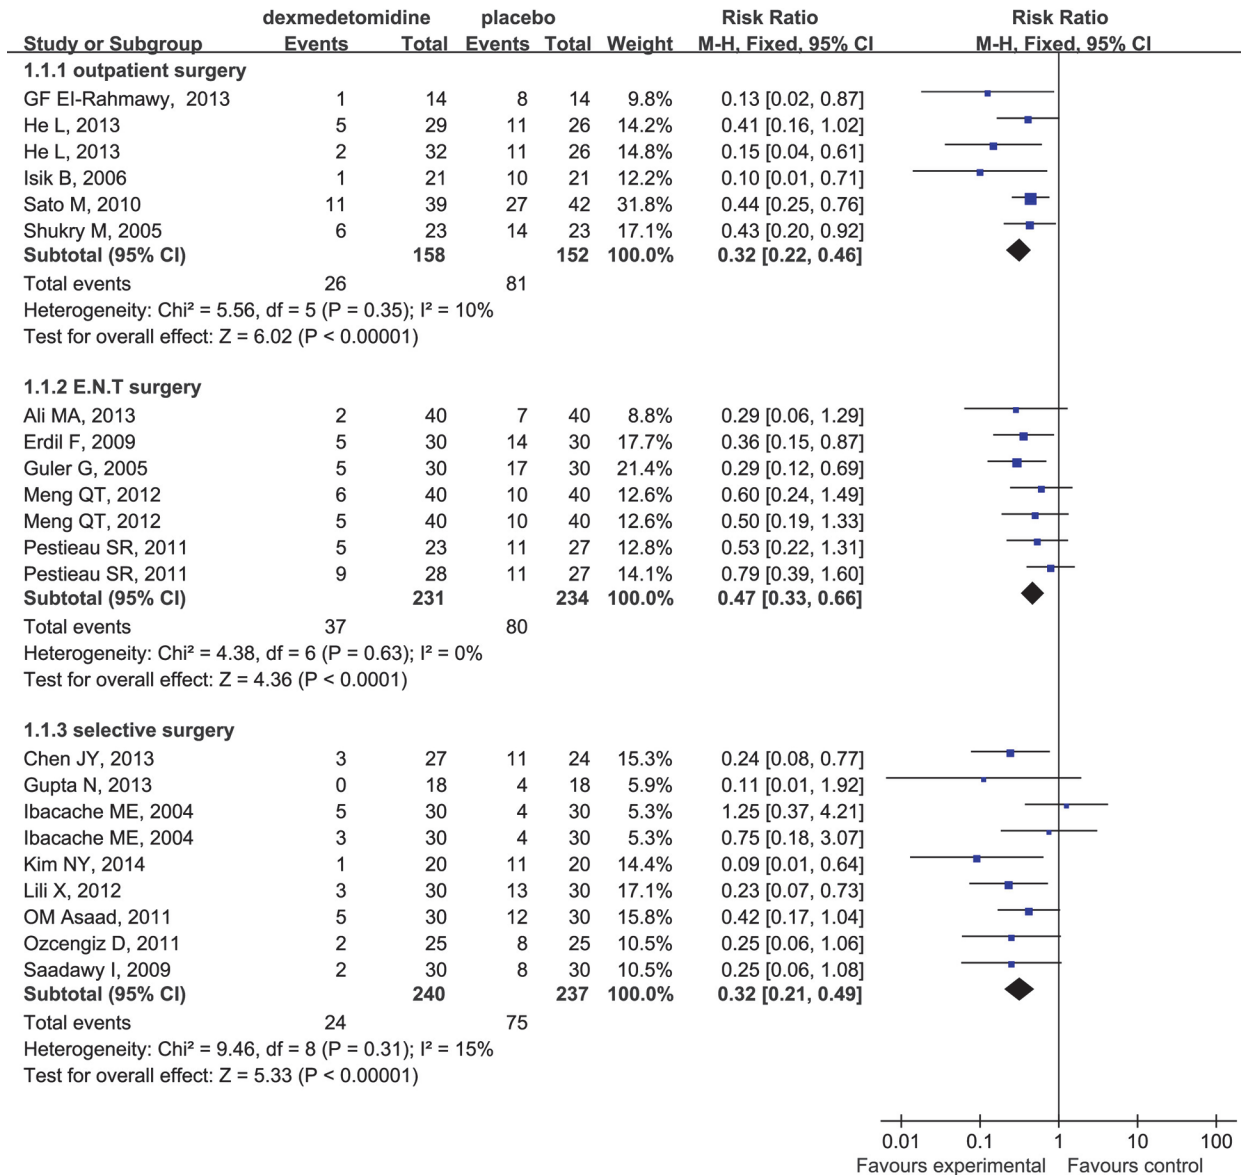 dexmedetomidine placebo Risk Ratio Risk Ratio
Study or Subgroup Events Total Events Total Weight M-H, Fixed, 95% CI M-H, Fixed, 95% CI
1.1.1 outpatient surgery
GF El-Rahmawy, 2013 1 14 8 14 9.8% 0.13 [0.02, 0.87]
He L, 2013 5 29 11 26 14.2% 0.41 [0.16, 1.02]
He L, 2013 2 32 11 26 14.8% 0.15 [0.04, 0.61]
Isik B, 2006 1 21 10 21 12.2% 0.10 [0.01, 0.71]
Sato M, 2010 11 39 27 42 31.8% 0.44 [0.25, 0.76]
Shukry M, 2005 6 23 14 23 17.1% 0.43 [0.20, 0.92]
Subtotal (95% CI) 158 152 100.0% 0.32 [0.22, 0.46]
Total events 26 81
Heterogeneity: Chi² = 5.56, df = 5 (P = 0.35); I² = 10%
Test for overall effect: Z = 6.02 (P < 0.00001)
1.1.2 E.N.T surgery
Ali MA, 2013 2 40 7 40 8.8% 0.29 [0.06, 1.29]
Erdil F, 2009 5 30 14 30 17.7% 0.36 [0.15, 0.87]
Guler G, 2005 5 30 17 30 21.4% 0.29 [0.12, 0.69]
Meng QT, 2012 6 40 10 40 12.6% 0.60 [0.24, 1.49]
Meng QT, 2012 5 40 10 40 12.6% 0.50 [0.19, 1.33]
Pestieau SR, 2011 5 23 11 27 12.8% 0.53 [0.22, 1.31]
Pestieau SR, 2011 9 28 11 27 14.1% 0.79 [0.39, 1.60]
Subtotal (95% CI) 231 234 100.0% 0.47 [0.33, 0.66]
Total events 37 80
Heterogeneity: Chi² = 4.38, df = 6 (P = 0.63); I² = 0%
Test for overall effect: Z = 4.36 (P < 0.0001)
1.1.3 selective surgery
Chen JY, 2013 3 27 11 24 15.3% 0.24 [0.08, 0.77]
Gupta N, 2013 0 18 4 18 5.9% 0.11 [0.01, 1.92]
Ibacache ME, 2004 5 30 4 30 5.3% 1.25 [0.37, 4.21]
Ibacache ME, 2004 3 30 4 30 5.3% 0.75 [0.18, 3.07]
Kim NY, 2014 1 20 11 20 14.4% 0.09 [0.01, 0.64]
Lili X, 2012 3 30 13 30 17.1% 0.23 [0.07, 0.73]
OM Asaad, 2011 5 30 12 30 15.8% 0.42 [0.17, 1.04]
Ozcengiz D, 2011 2 25 8 25 10.5% 0.25 [0.06, 1.06]
Saadawy I, 2009 2 30 8 30 10.5% 0.25 [0.06, 1.08]
Subtotal (95% CI) 240 237 100.0% 0.32 [0.21, 0.49]
Total events 24 75
Heterogeneity: Chi² = 9.46, df = 8 (P = 0.31); I² = 15%
Test for overall effect: Z = 5.33 (P < 0.00001)
0.01 0.1 1 10 100
Favours experimental Favours control